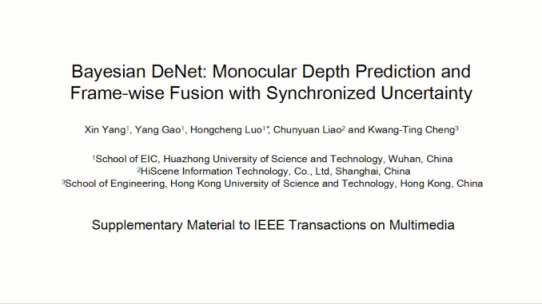 Bayesian DeNet: Monocular Depth Prediction and
Frame-wise Fusion with Synchronized Uncertainty
Xin Yang¹, Yang Gao¹, Hongcheng Luo¹*, Chunyuan Liao² and Kwang-Ting Cheng³
¹School of EIC, Huazhong University of Science and Technology, Wuhan, China
²HiScene Information Technology, Co., Ltd, Shanghai, China
³School of Engineering, Hong Kong University of Science and Technology, Hong Kong, China
Supplementary Material to IEEE Transactions on Multimedia